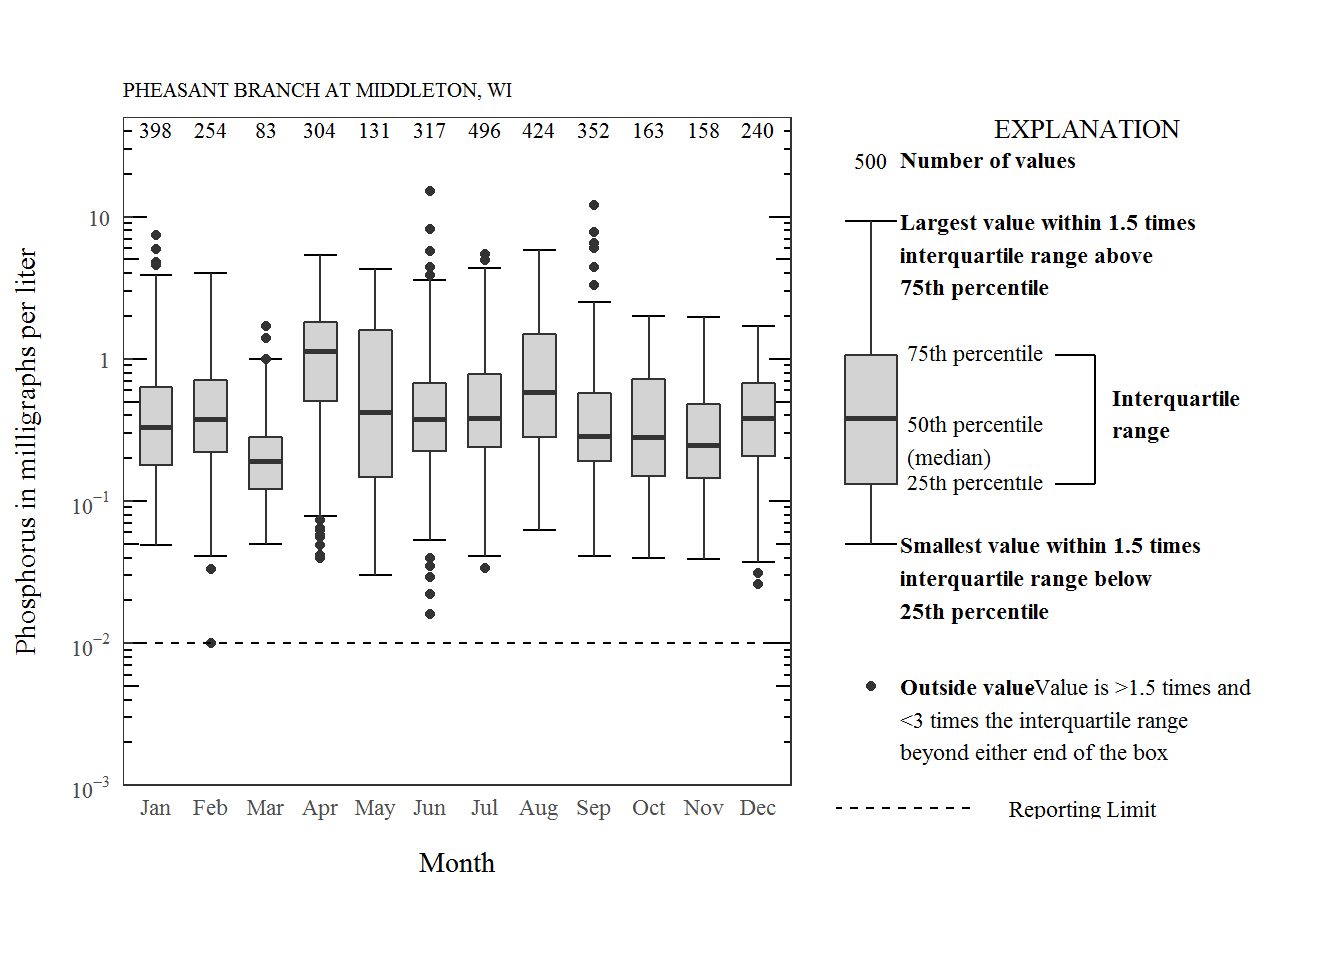 PHEASANT BRANCH AT MIDDLETON, WI
398 254 83 304 131 317 496 424 352 163 158 240
10
1
10⁻¹
10⁻²
10⁻³
Phosphorus in milligraphs per liter
Jan Feb Mar Apr May Jun Jul Aug Sep Oct Nov Dec
Month
EXPLANATION
500 Number of values
Largest value within 1.5 times
interquartile range above
75th percentile
75th percentile
50th percentile
(median)
25th percentile
Interquartile
range
Smallest value within 1.5 times
interquartile range below
25th percentile
Outside value-Value is >1.5 times and
<3 times the interquartile range
beyond either end of the box
Reporting Limit